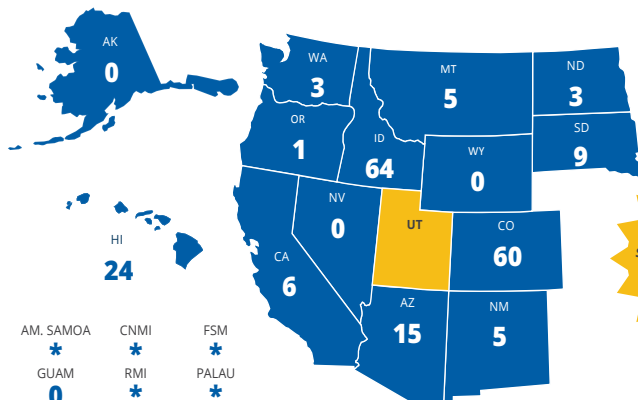 AK
0
WA
3
MT
5
ND
3
OR
1
ID
64
SD
9
WY
0
NV
0
UT
CO
60
HI
24
CA
6
AZ
15
NM
5
AM. SAMOA CNMI FSM
* * *
GUAM RMI PALAU
0 * *